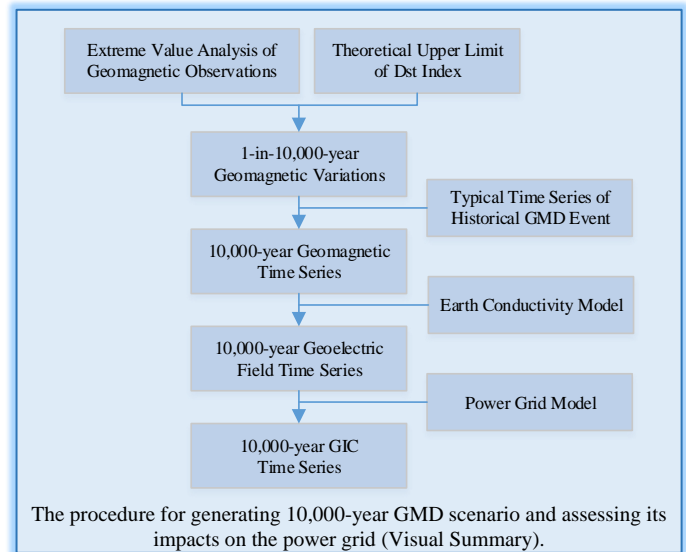 Extreme Value Analysis of
Geomagnetic Observations
Theoretical Upper Limit
of Dst Index
1-in-10,000-year
Geomagnetic Variations
Typical Time Series of
Historical GMD Event
10,000-year Geomagnetic
Time Series
Earth Conductivity Model
10,000-year Geoelectric
Field Time Series
Power Grid Model
10,000-year GIC
Time Series
The procedure for generating 10,000-year GMD scenario and assessing its
impacts on the power grid (Visual Summary).